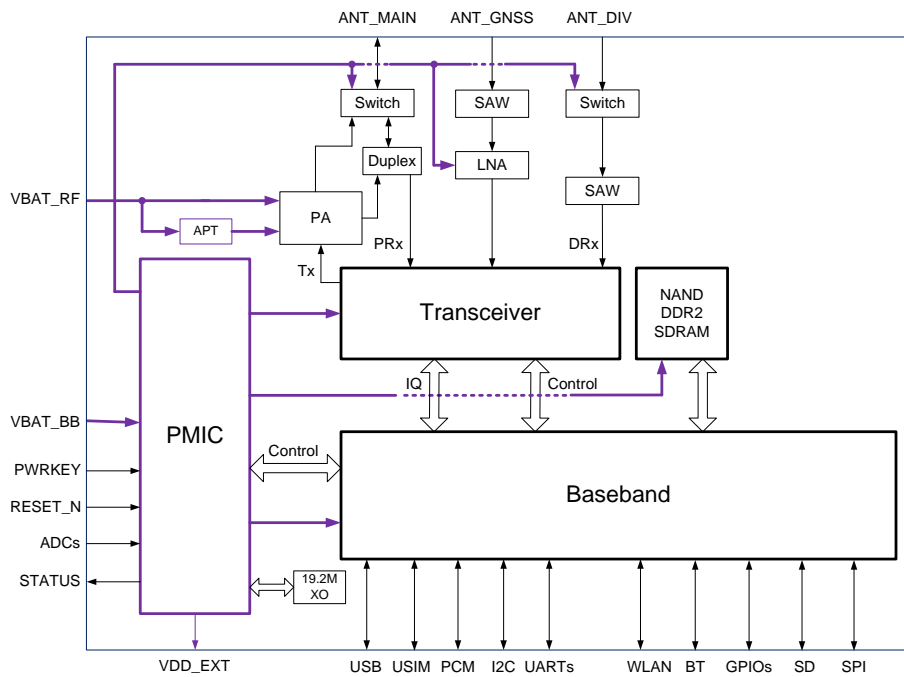 ANT_MAIN
ANT_GNSS
ANT_DIV
Switch
SAW
Switch
Duplex
LNA
SAW
VBAT_RF
PA
APT
PRx
DRx
Tx
Transceiver
NAND
DDR2
SDRAM
IQ
Control
VBAT_BB
PMIC
Control
PWRKEY
Baseband
RESET_N
ADCs
STATUS
19.2M
XO
VDD_EXT
USB
USIM
PCM
I2C
UARTs
WLAN
BT
GPIOs
SD
SPI